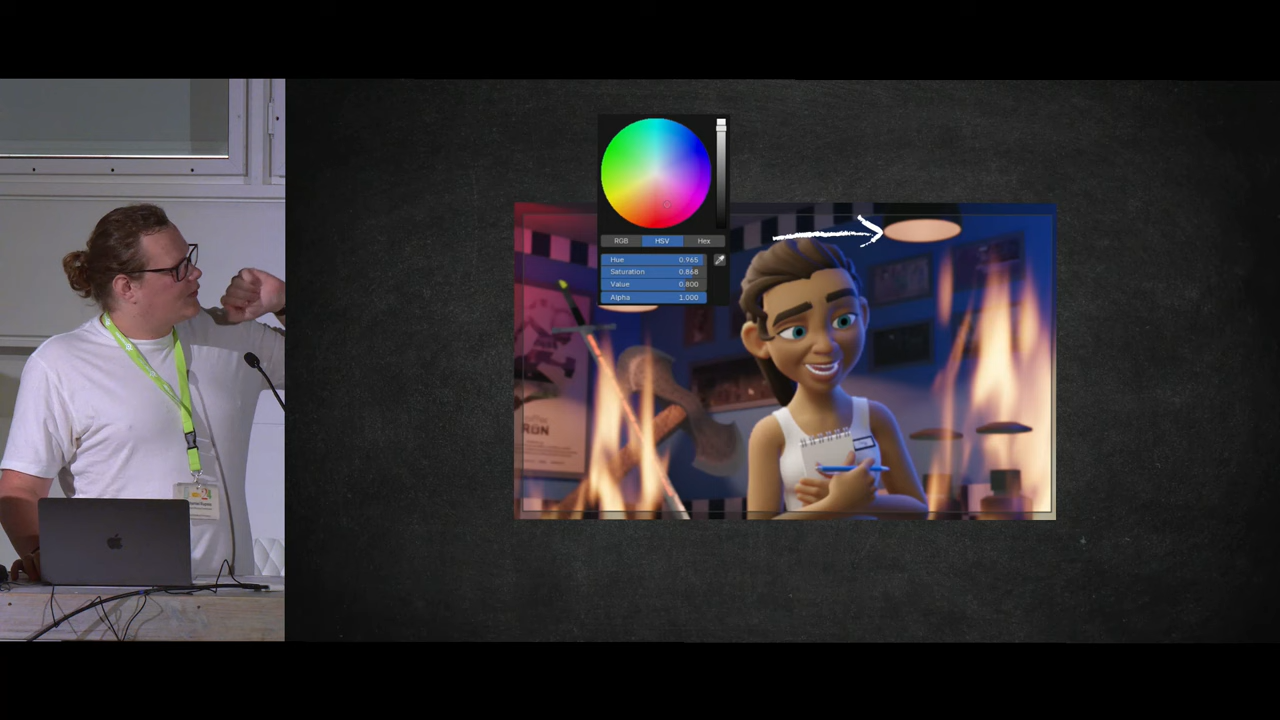 RGB HSV Hex
Hue 0.965
Saturation 0.868
Value 0.800
Alpha 1.000